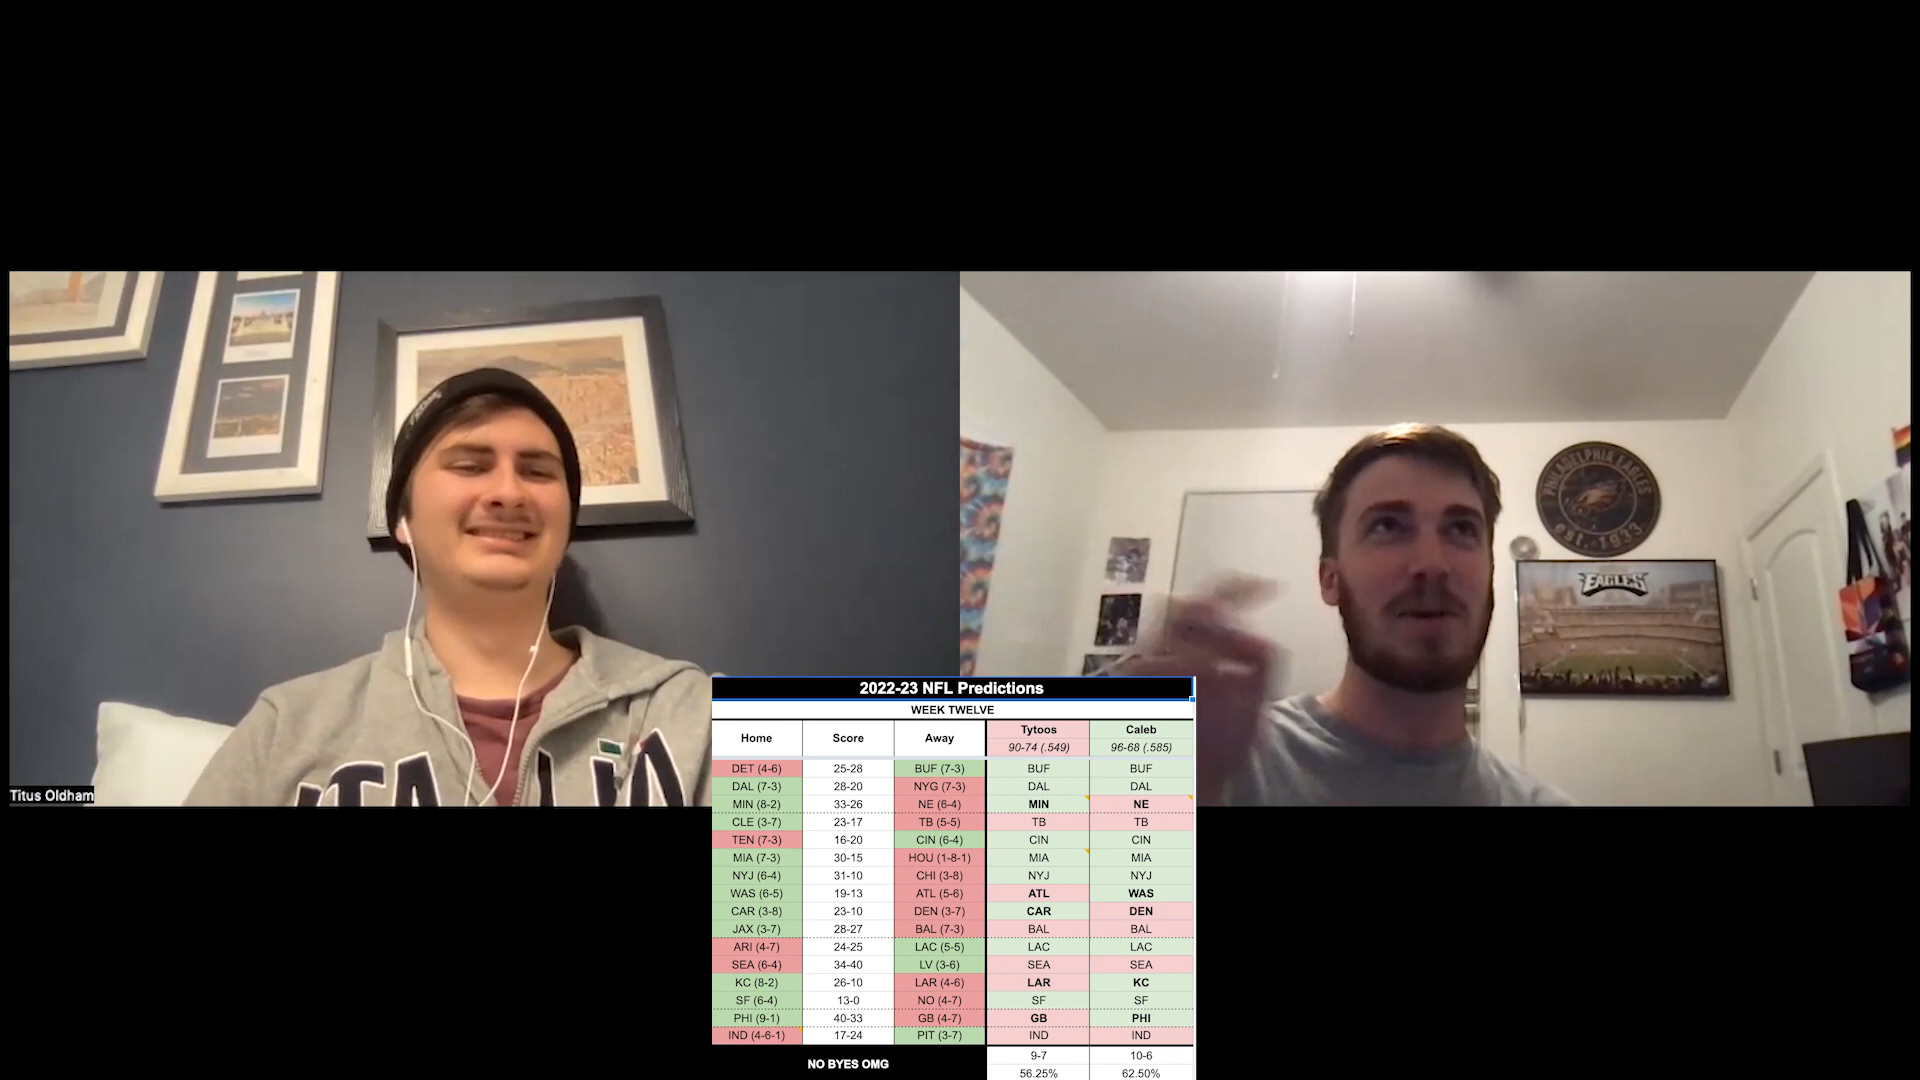 PHILADELPHIA EAGLES
est. 1933
EAGLES
ITALIA
Titus Oldham
2022-23 NFL Predictions
WEEK TWELVE
Home Score Away Tytoos Caleb
90-74 (.549) 96-68 (.585)
DET (4-6) 25-28 BUF (7-3) BUF BUF
DAL (7-3) 28-20 NYG (7-3) DAL DAL
MIN (8-2) 33-26 NE (6-4) MIN NE
CLE (3-7) 23-17 TB (5-5) TB TB
TEN (7-3) 16-20 CIN (6-4) CIN CIN
MIA (7-3) 30-15 HOU (1-8-1) MIA MIA
NYJ (6-4) 31-10 CHI (3-8) NYJ NYJ
WAS (6-5) 19-13 ATL (5-6) ATL WAS
CAR (3-8) 23-10 DEN (3-7) CAR DEN
JAX (3-7) 28-27 BAL (7-3) BAL BAL
ARI (4-7) 24-25 LAC (5-5) LAC LAC
SEA (6-4) 34-40 LV (3-6) SEA SEA
KC (8-2) 26-10 LAR (4-6) LAR KC
SF (6-4) 13-0 NO (4-7) SF SF
PHI (9-1) 40-33 GB (4-7) GB PHI
IND (4-6-1) 17-24 PIT (3-7) IND IND
NO BYES OMG 9-7 10-6
56.25% 62.50%